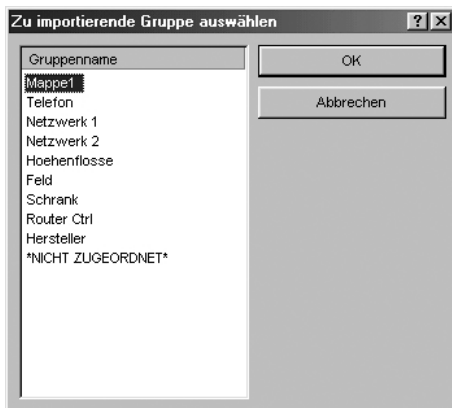 Zu importierende Gruppe auswählen
Gruppenname
Mappe1
Telefon
Netzwerk 1
Netzwerk 2
Hoehenflosse
Feld
Schrank
Router Ctrl
Hersteller
*NICHT ZUGEORDNET*
OK
Abbrechen